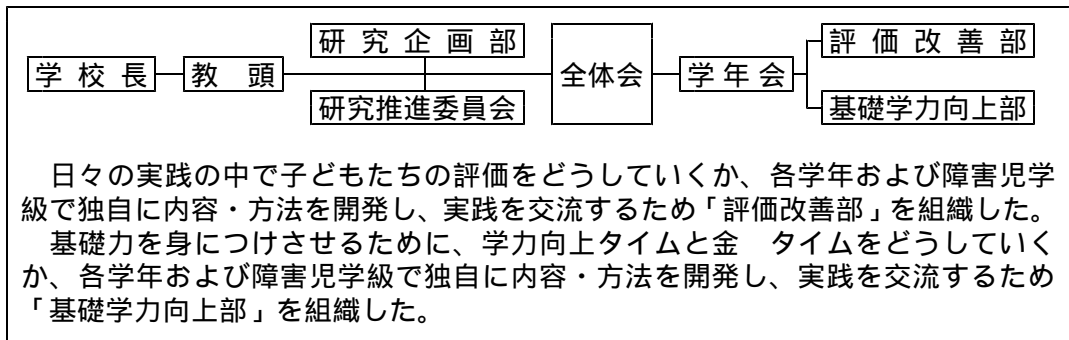 研究企画部
学校長 教頭 全体会 学年会
研究推進委員会
評価改善部
基礎学力向上部
日々の実践の中で子どもたちの評価をどうしていくか、各学年および障害児学
級で独自に内容・方法を開発し、実践を交流するため「評価改善部」を組織した。
基礎力を身につけさせるために、学力向上タイムと金　タイムをどうしていく
か、各学年および障害児学級で独自に内容・方法を開発し、実践を交流するため
「基礎学力向上部」を組織した。